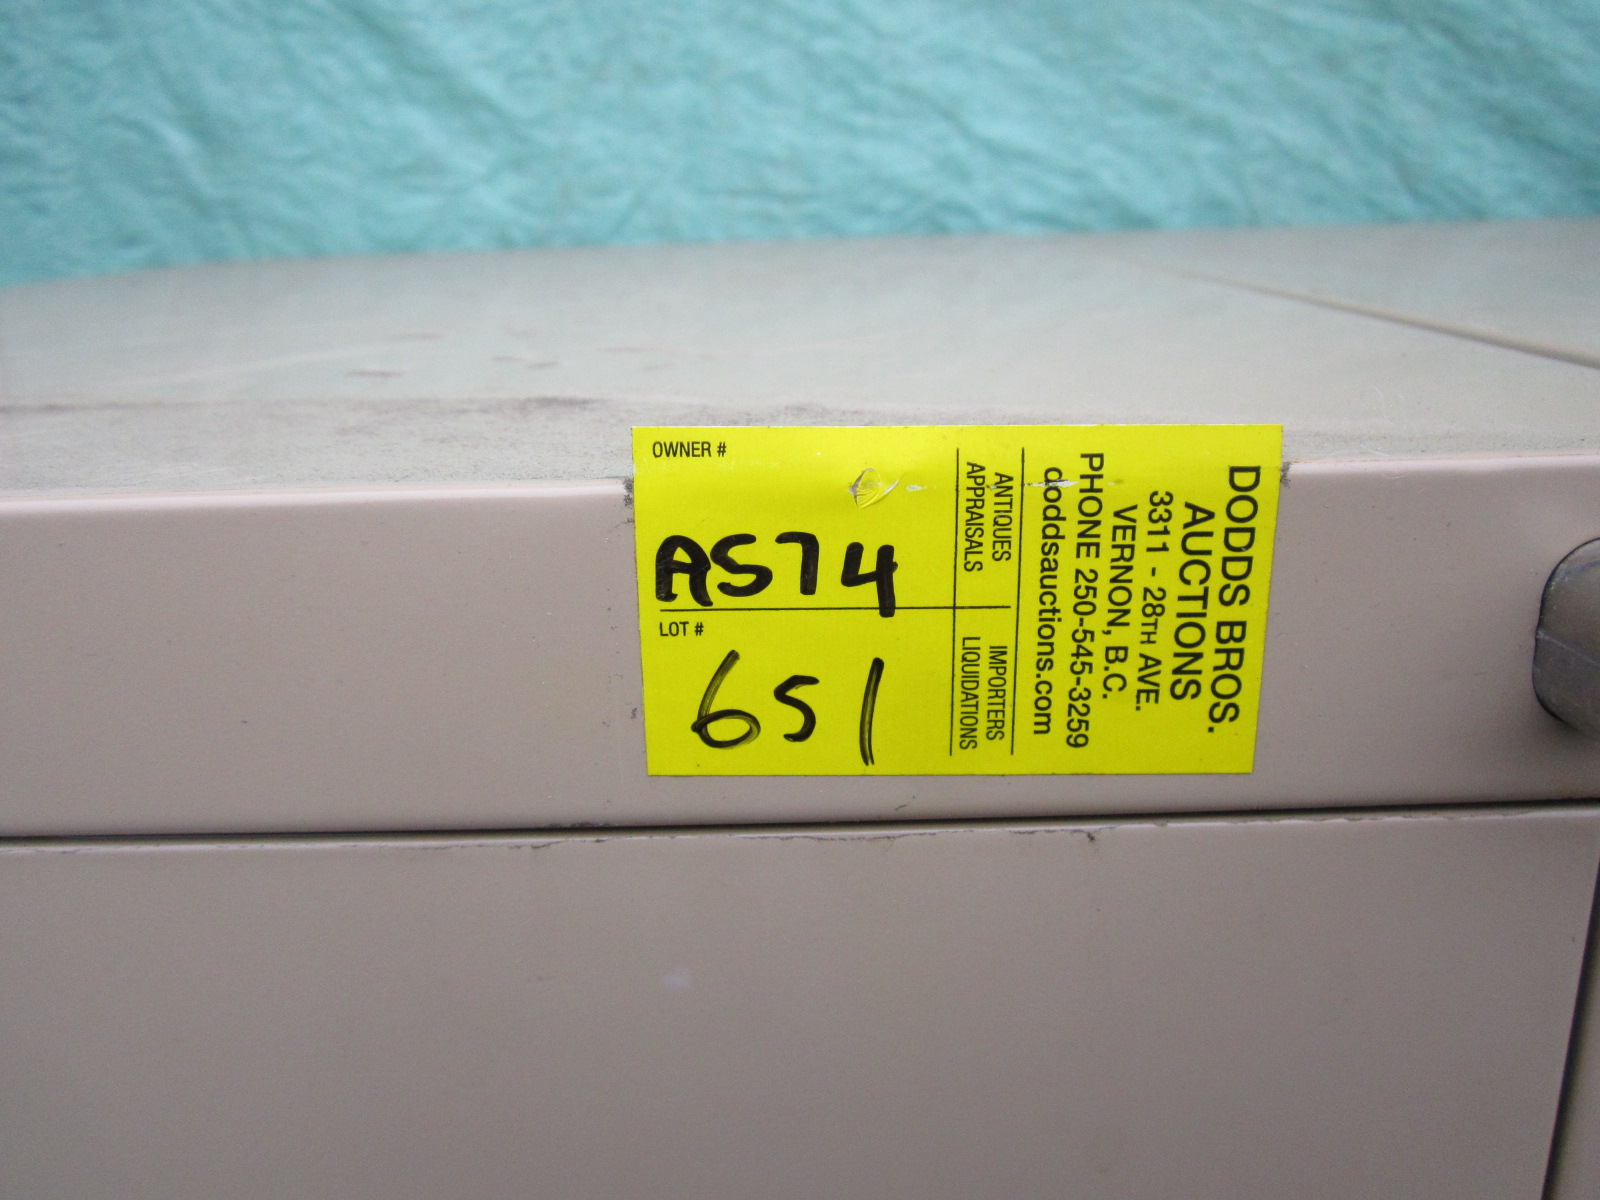 OWNER #
AS74
LOT #
651
ANTIQUES
APPRAISALS
IMPORTERS
LIQUIDATIONS
DODDS BROS.
AUCTIONS
3311 - 28TH AVE.
VERNON, B.C.
PHONE 250-545-3259
doddsauctions.com